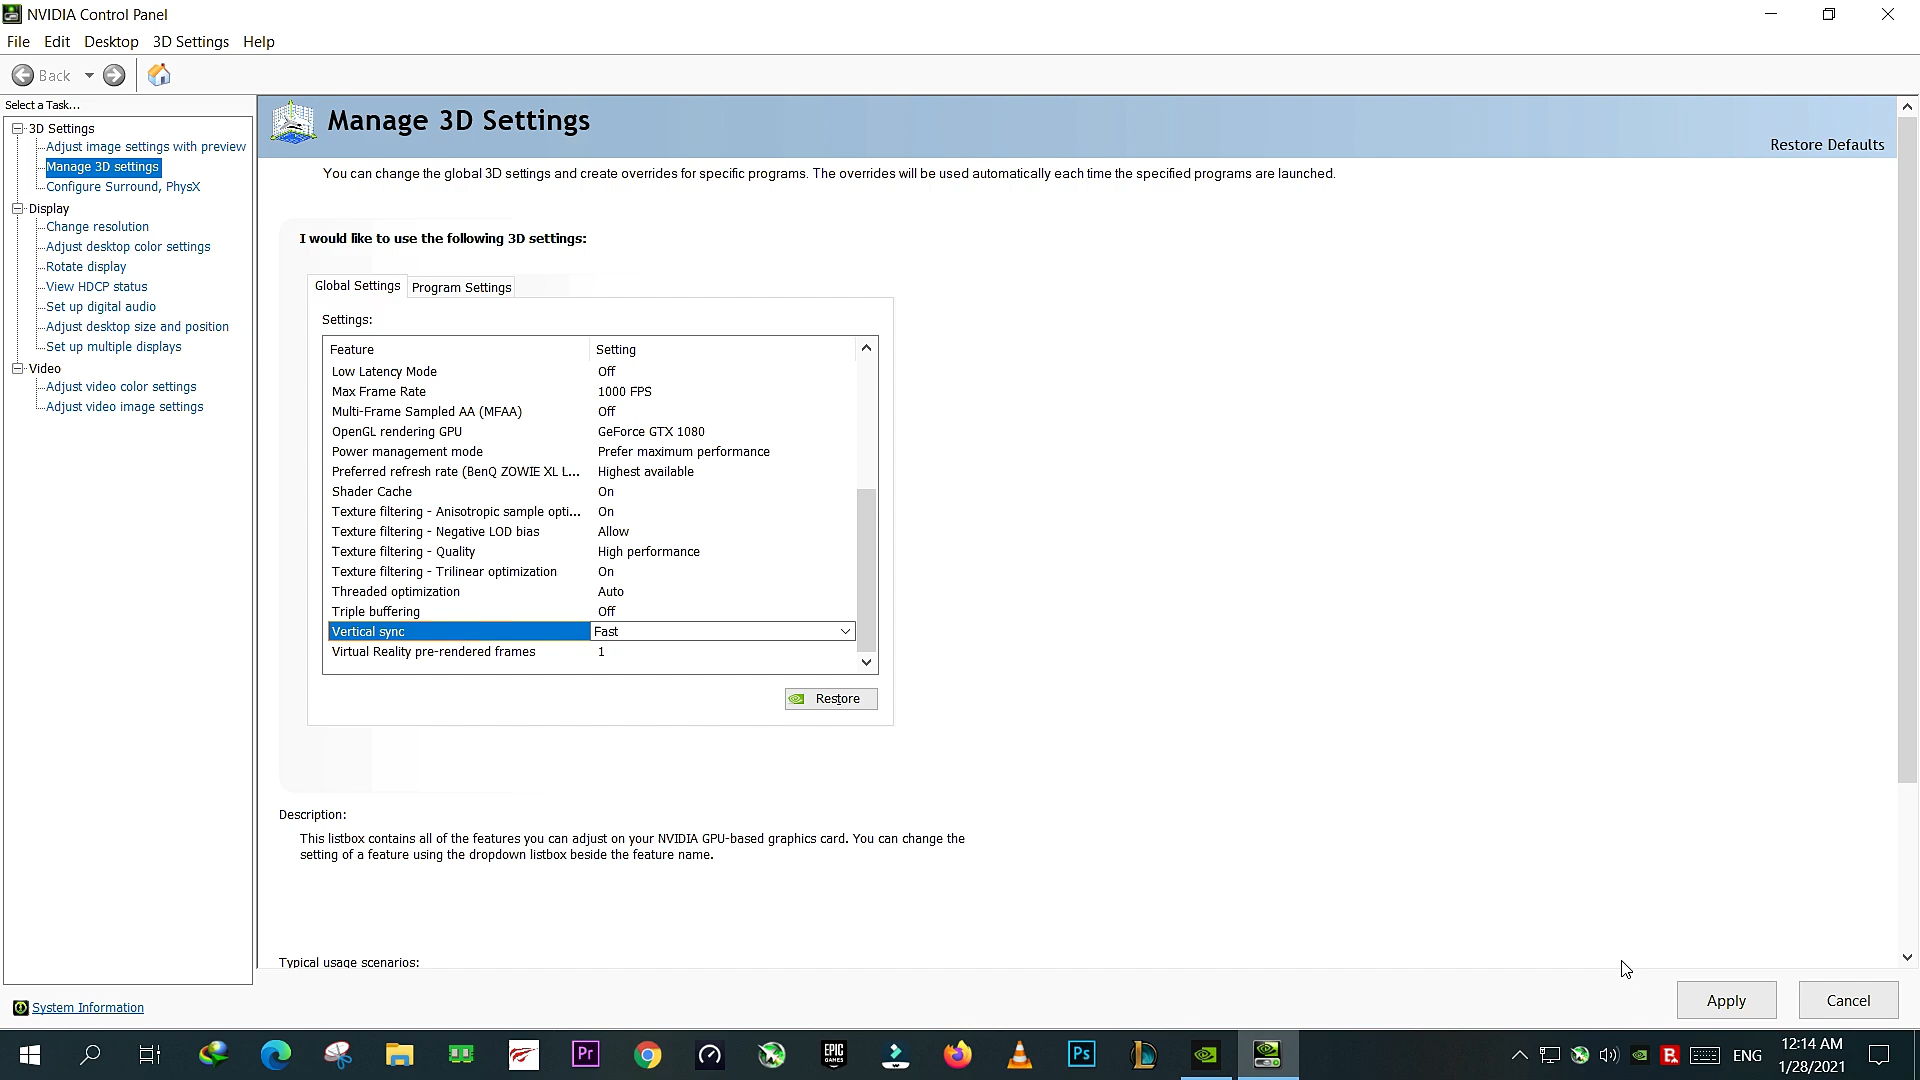 NVIDIA Control Panel
File Edit Desktop 3D Settings Help
Back
Select a Task...
3D Settings
Adjust image settings with preview
Manage 3D settings
Configure Surround, PhysX
Display
Change resolution
Adjust desktop color settings
Rotate display
View HDCP status
Set up digital audio
Adjust desktop size and position
Set up multiple displays
Video
Adjust video color settings
Adjust video image settings
System Information
Manage 3D Settings
Restore Defaults
You can change the global 3D settings and create overrides for specific programs. The overrides will be used automatically each time the specified programs are launched.
I would like to use the following 3D settings:
Global Settings Program Settings
Settings:
Feature Setting
Low Latency Mode Off
Max Frame Rate 1000 FPS
Multi-Frame Sampled AA (MFAA) Off
OpenGL rendering GPU GeForce GTX 1080
Power management mode Prefer maximum performance
Preferred refresh rate (BenQ ZOWIE XL L... Highest available
Shader Cache On
Texture filtering - Anisotropic sample opti... On
Texture filtering - Negative LOD bias Allow
Texture filtering - Quality High performance
Texture filtering - Trilinear optimization On
Threaded optimization Auto
Triple buffering Off
Vertical sync Fast
Virtual Reality pre-rendered frames 1
Restore
Description:
This listbox contains all of the features you can adjust on your NVIDIA GPU-based graphics card. You can change the
setting of a feature using the dropdown listbox beside the feature name.
Typical usage scenarios:
Apply Cancel
Pr EPIC GAMES Ps ENG
12:14 AM
1/28/2021